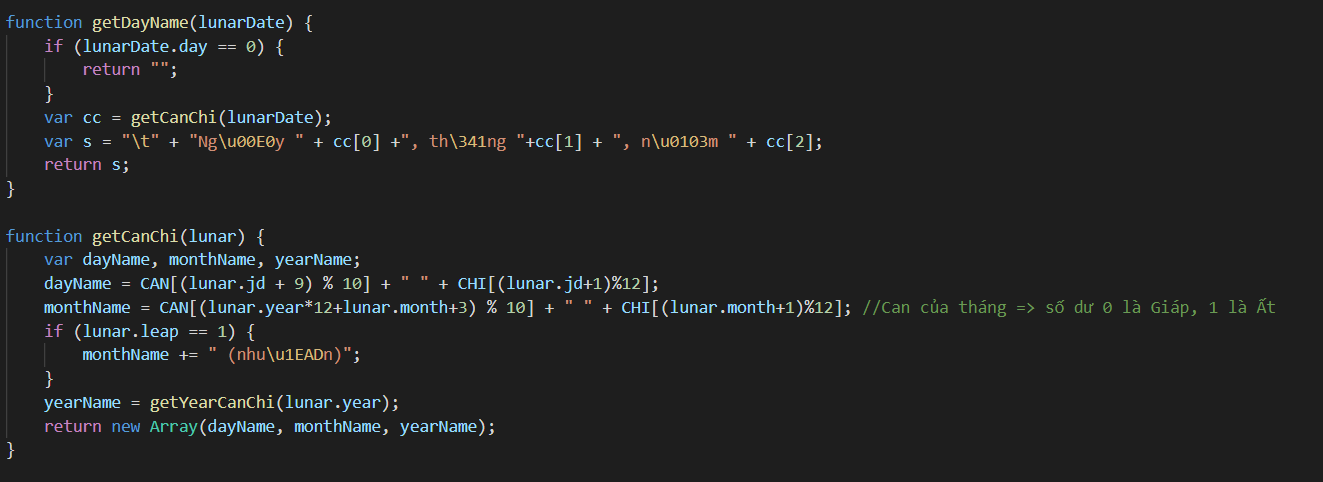 function getDayName(lunarDate) {
    if (lunarDate.day == 0) {
        return "";
    }
    var cc = getCanChi(lunarDate);
    var s = "\t" + "Ng\u00E0y " + cc[0] +", th\341ng "+cc[1] + ", n\u0103m " + cc[2];
    return s;
}

function getCanChi(lunar) {
    var dayName, monthName, yearName;
    dayName = CAN[(lunar.jd + 9) % 10] + " " + CHI[(lunar.jd+1)%12];
    monthName = CAN[(lunar.year*12+lunar.month+3) % 10] + " " + CHI[(lunar.month+1)%12]; //Can của tháng => số dư 0 là Giáp, 1 là Ất
    if (lunar.leap == 1) {
        monthName += " (nhu\u1EADn)";
    }
    yearName = getYearCanChi(lunar.year);
    return new Array(dayName, monthName, yearName);
}